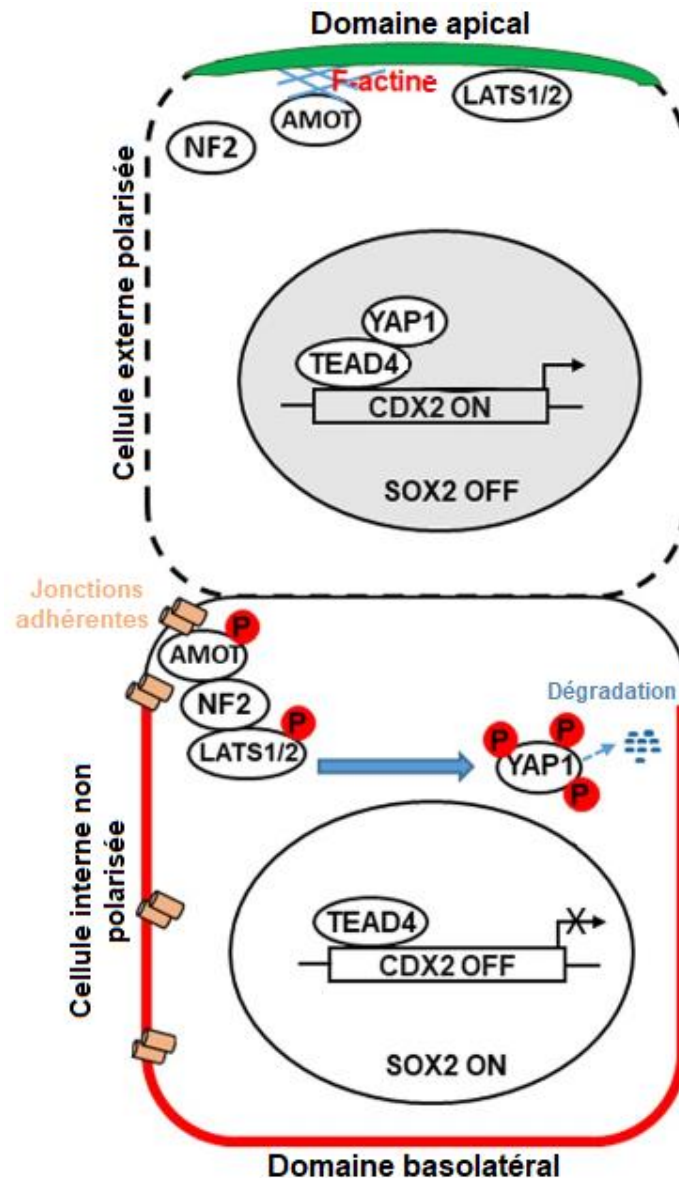 Domaine apical
F-actine
LATS1/2
AMOT
NF2
Cellule externe polarisée
YAP1
TEAD4
CDX2 ON
SOX2 OFF
Jonctions
adhérentes
P
AMOT
NF2
P
LATS1/2
Dégradation
P
P
YAP1
P
Cellule interne non
polarisée
TEAD4
X
CDX2 OFF
SOX2 ON
Domaine basolatéral